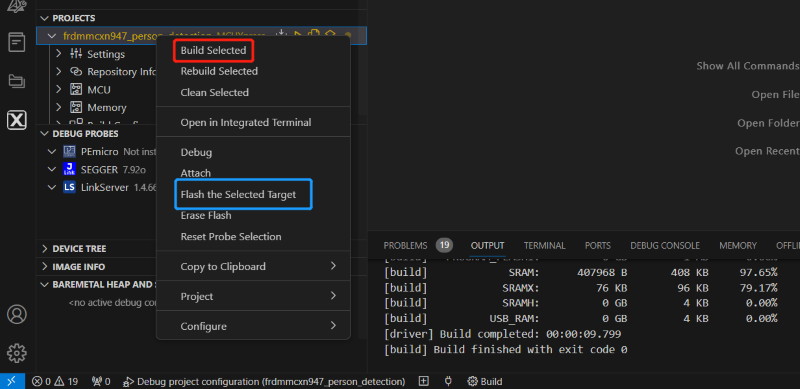 PROJECTS
frdmmcxn947_person_detection MCUXpresso
Settings
Repository Info
MCU
Memory
DEBUG PROBES
PEmicro Not inst
SEGGER 7.92o
LinkServer 1.4.66
DEVICE TREE
IMAGE INFO
BAREMETAL HEAP AND S
<no active debug con
Build Selected
Rebuild Selected
Clean Selected
Open in Integrated Terminal
Debug
Attach
Flash the Selected Target
Erase Flash
Reset Probe Selection
Copy to Clipboard
Project
Configure
Show All Commands
Open File
Open Folder
Open Recent
PROBLEMS 19 OUTPUT TERMINAL PORTS DEBUG CONSOLE MEMORY OFFLI
[build] SRAM: 407968 B 408 KB 97.65%
[build] SRAMX: 76 KB 96 KB 79.17%
[build] SRAMH: 0 GB 4 KB 0.00%
[build] USB_RAM: 0 GB 4 KB 0.00%
[driver] Build completed: 00:00:09.799
[build] Build finished with exit code 0
0 19 0 Debug project configuration (frdmmcxn947_person_detection) Build